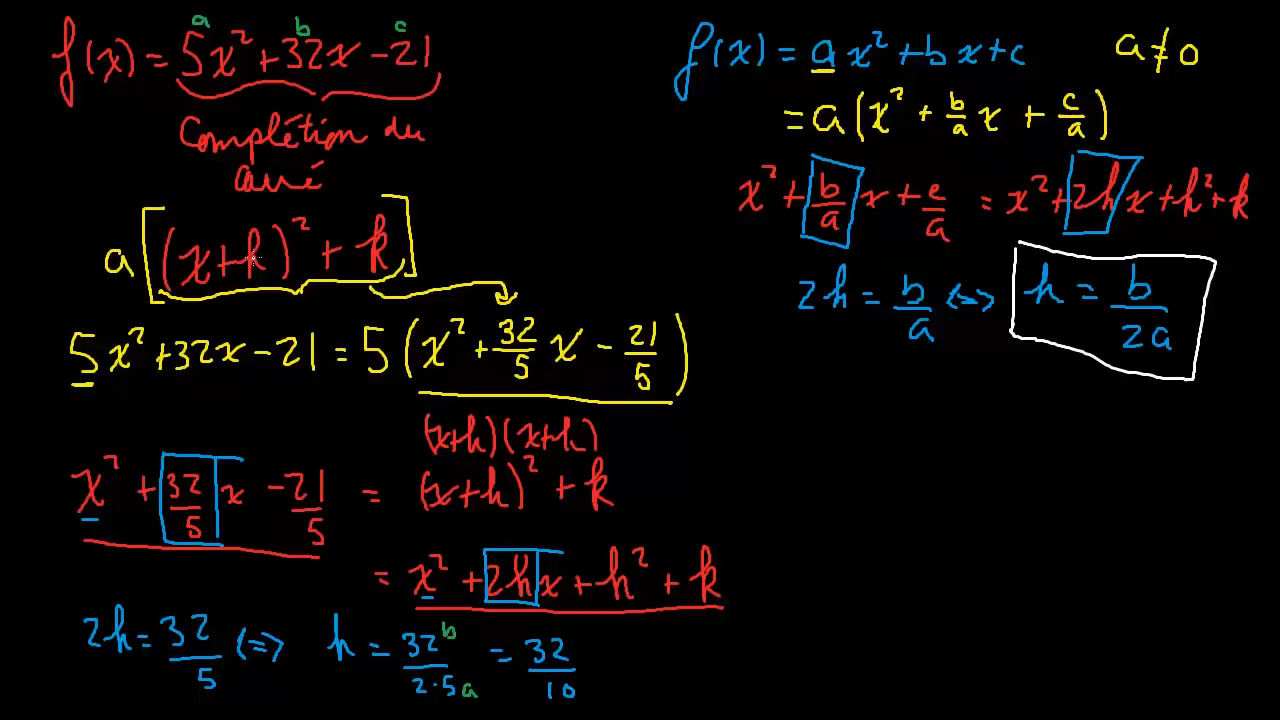 a b c
f(x) = 5x² + 32x - 21
Complétion du
carré
a[(x+h)² + k]
5x² + 32x - 21 = 5(x² + 32/5 x - 21/5)
(x+h)(x+h)
x² + 32/5 x - 21/5 = (x+h)² + k
= x² + 2hx + h² + k
2h = 32/5 <=> h = 32 b/2·5 a = 32/10
f(x) = ax² + bx + c a ≠ 0
= a(x² + b/a x + c/a)
x² + b/a x + c/a = x² + 2hx + h² + k
2h = b/a <=> h = b/2a